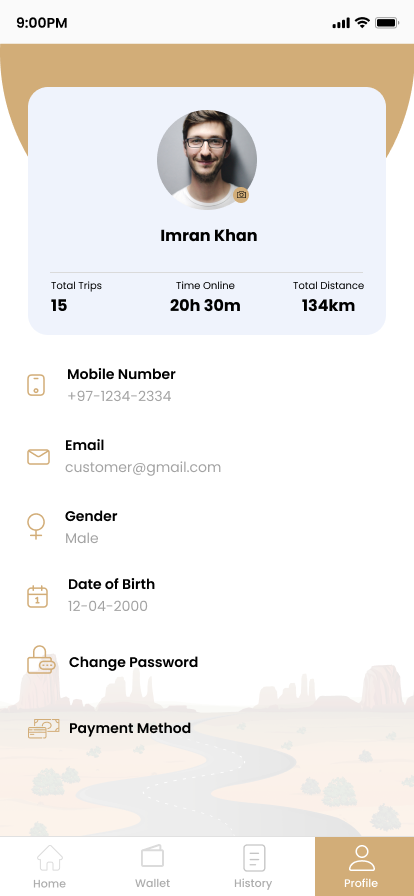 9:00PM
Imran Khan
Total Trips Time Online Total Distance
15 20h 30m 134km
Mobile Number
+97-1234-2334
Email
customer@gmail.com
Gender
Male
1
Date of Birth
12-04-2000
Change Password
Payment Method
Home Wallet History Profile